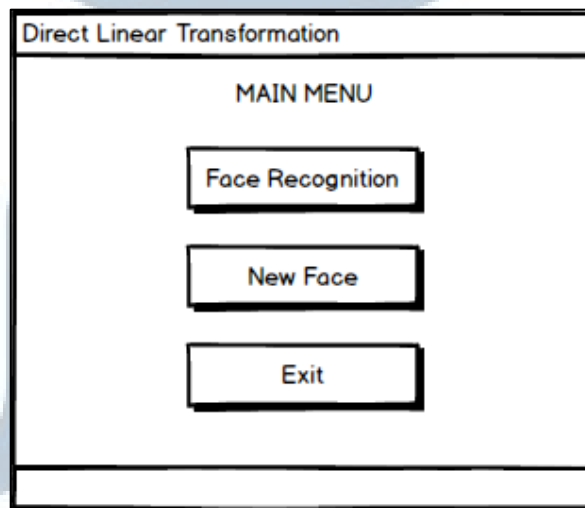 Direct Linear Transformation
MAIN MENU
Face Recognition
New Face
Exit